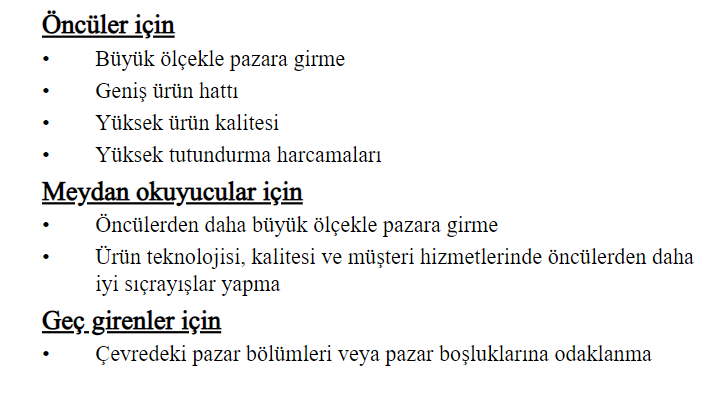 Öncüler için
• Büyük ölçekle pazara girme
• Geniş ürün hattı
• Yüksek ürün kalitesi
• Yüksek tutundurma harcamaları
Meydan okuyucular için
• Öncülerden daha büyük ölçekle pazara girme
• Ürün teknolojisi, kalitesi ve müşteri hizmetlerinde öncülerden daha
iyi sıçrayışlar yapma
Geç girenler için
• Çevredeki pazar bölümleri veya pazar boşluklarına odaklanma